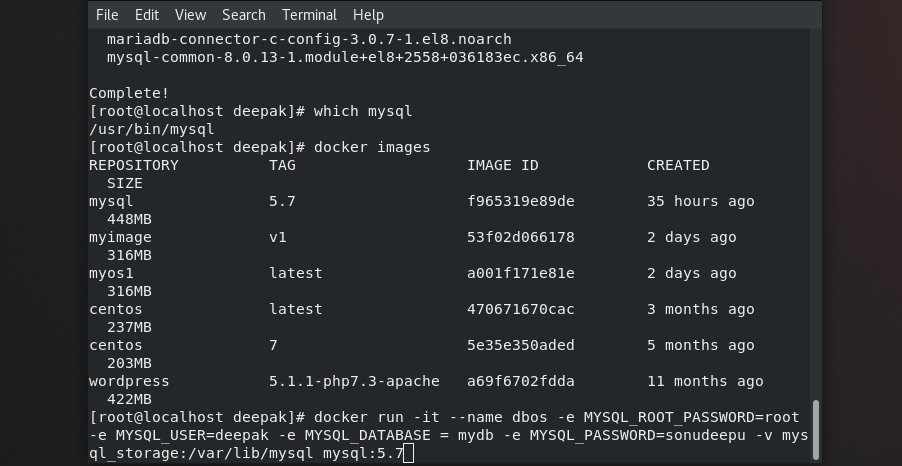 File Edit View Search Terminal Help
mariadb-connector-c-config-3.0.7-1.el8.noarch
mysql-common-8.0.13-1.module+el8+2558+036183ec.x86_64
Complete!
[root@localhost deepak]# which mysql
/usr/bin/mysql
[root@localhost deepak]# docker images
REPOSITORY TAG IMAGE ID CREATED
SIZE
mysql 5.7 f965319e89de 35 hours ago
448MB
myimage v1 53f02d066178 2 days ago
316MB
myos1 latest a001f171e81e 2 days ago
316MB
centos latest 470671670cac 3 months ago
237MB
centos 7 5e35e350aded 5 months ago
203MB
wordpress 5.1.1-php7.3-apache a69f6702fdda 11 months ago
422MB
[root@localhost deepak]# docker run -it --name dbos -e MYSQL_ROOT_PASSWORD=root
-e MYSQL_USER=deepak -e MYSQL_DATABASE = mydb -e MYSQL_PASSWORD=sonudeepu -v mys
ql_storage:/var/lib/mysql mysql:5.7